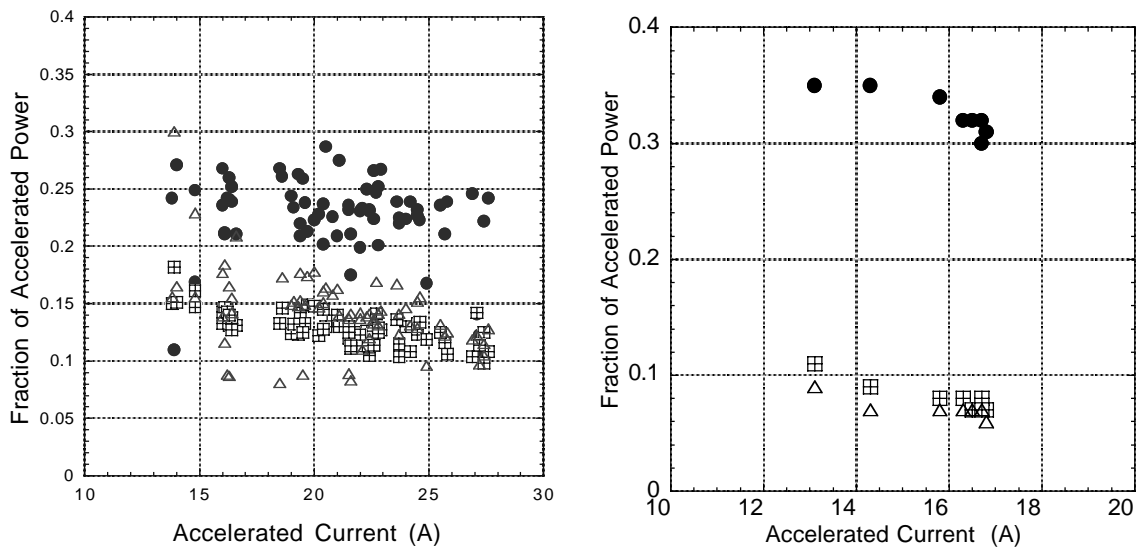 Fraction of Accelerated Power
0.4
0.35
0.3
0.25
0.2
0.15
0.1
0.05
0
10 15 20 25 30
Accelerated Current (A)
Fraction of Accelerated Power
0.4
0.3
0.2
0.1
0
10 12 14 16 18 20
Accelerated Current (A)